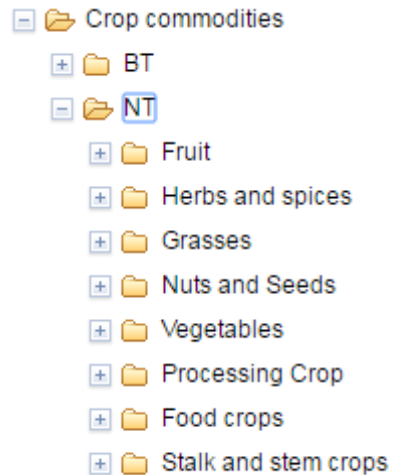 Crop commodities
BT
NT
Fruit
Herbs and spices
Grasses
Nuts and Seeds
Vegetables
Processing Crop
Food crops
Stalk and stem crops